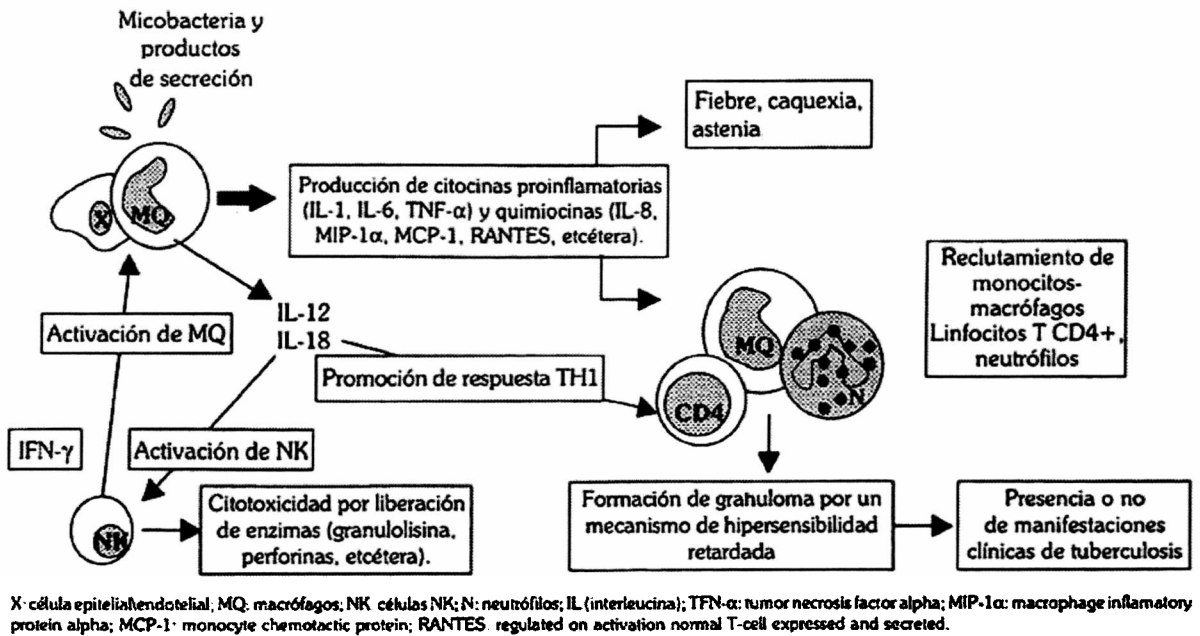 Micobacteria y
productos
de secreción
Fiebre, caquexia,
astenia
X
MQ
Producción de citocinas proinflamatorias
(IL-1, IL-6, TNF-α) y quimiocinas (IL-8,
MIP-1α, MCP-1, RANTES, etcétera).
Reclutamiento de
monocitos-
macrófagos
Linfocitos T CD4+,
neutrófilos
IL-12
IL-18
Activación de MQ
MQ
N
CD4
Promoción de respuesta TH1
IFN-γ
Activación de NK
NK
Citotoxicidad por liberación
de enzimas (granulolisina,
perforinas, etcétera).
Formación de granuloma por un
mecanismo de hipersensibilidad
retardada
Presencia o no
de manifestaciones
clínicas de tuberculosis
X: célula epitelial\endotelial; MQ: macrófagos; NK células NK; N: neutrófilos; IL (interleucina); TFN-α: tumor necrosis factor alpha; MIP-1α: macrophage inflamatory
protein alpha; MCP-1: monocyte chemotactic protein; RANTES: regulated on activation normal T-cell expressed and secreted.